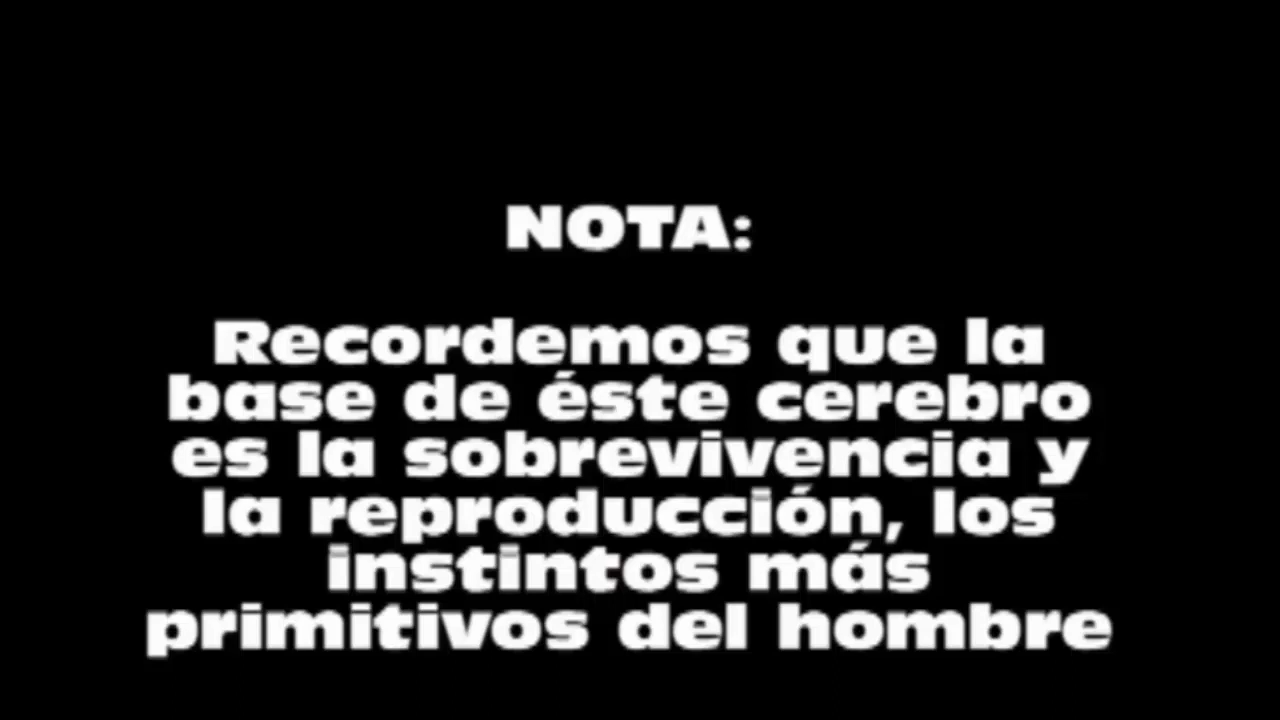 NOTA:
Recordemos que la
base de éste cerebro
es la sobrevivencia y
la reproducción, los
instintos más
primitivos del hombre